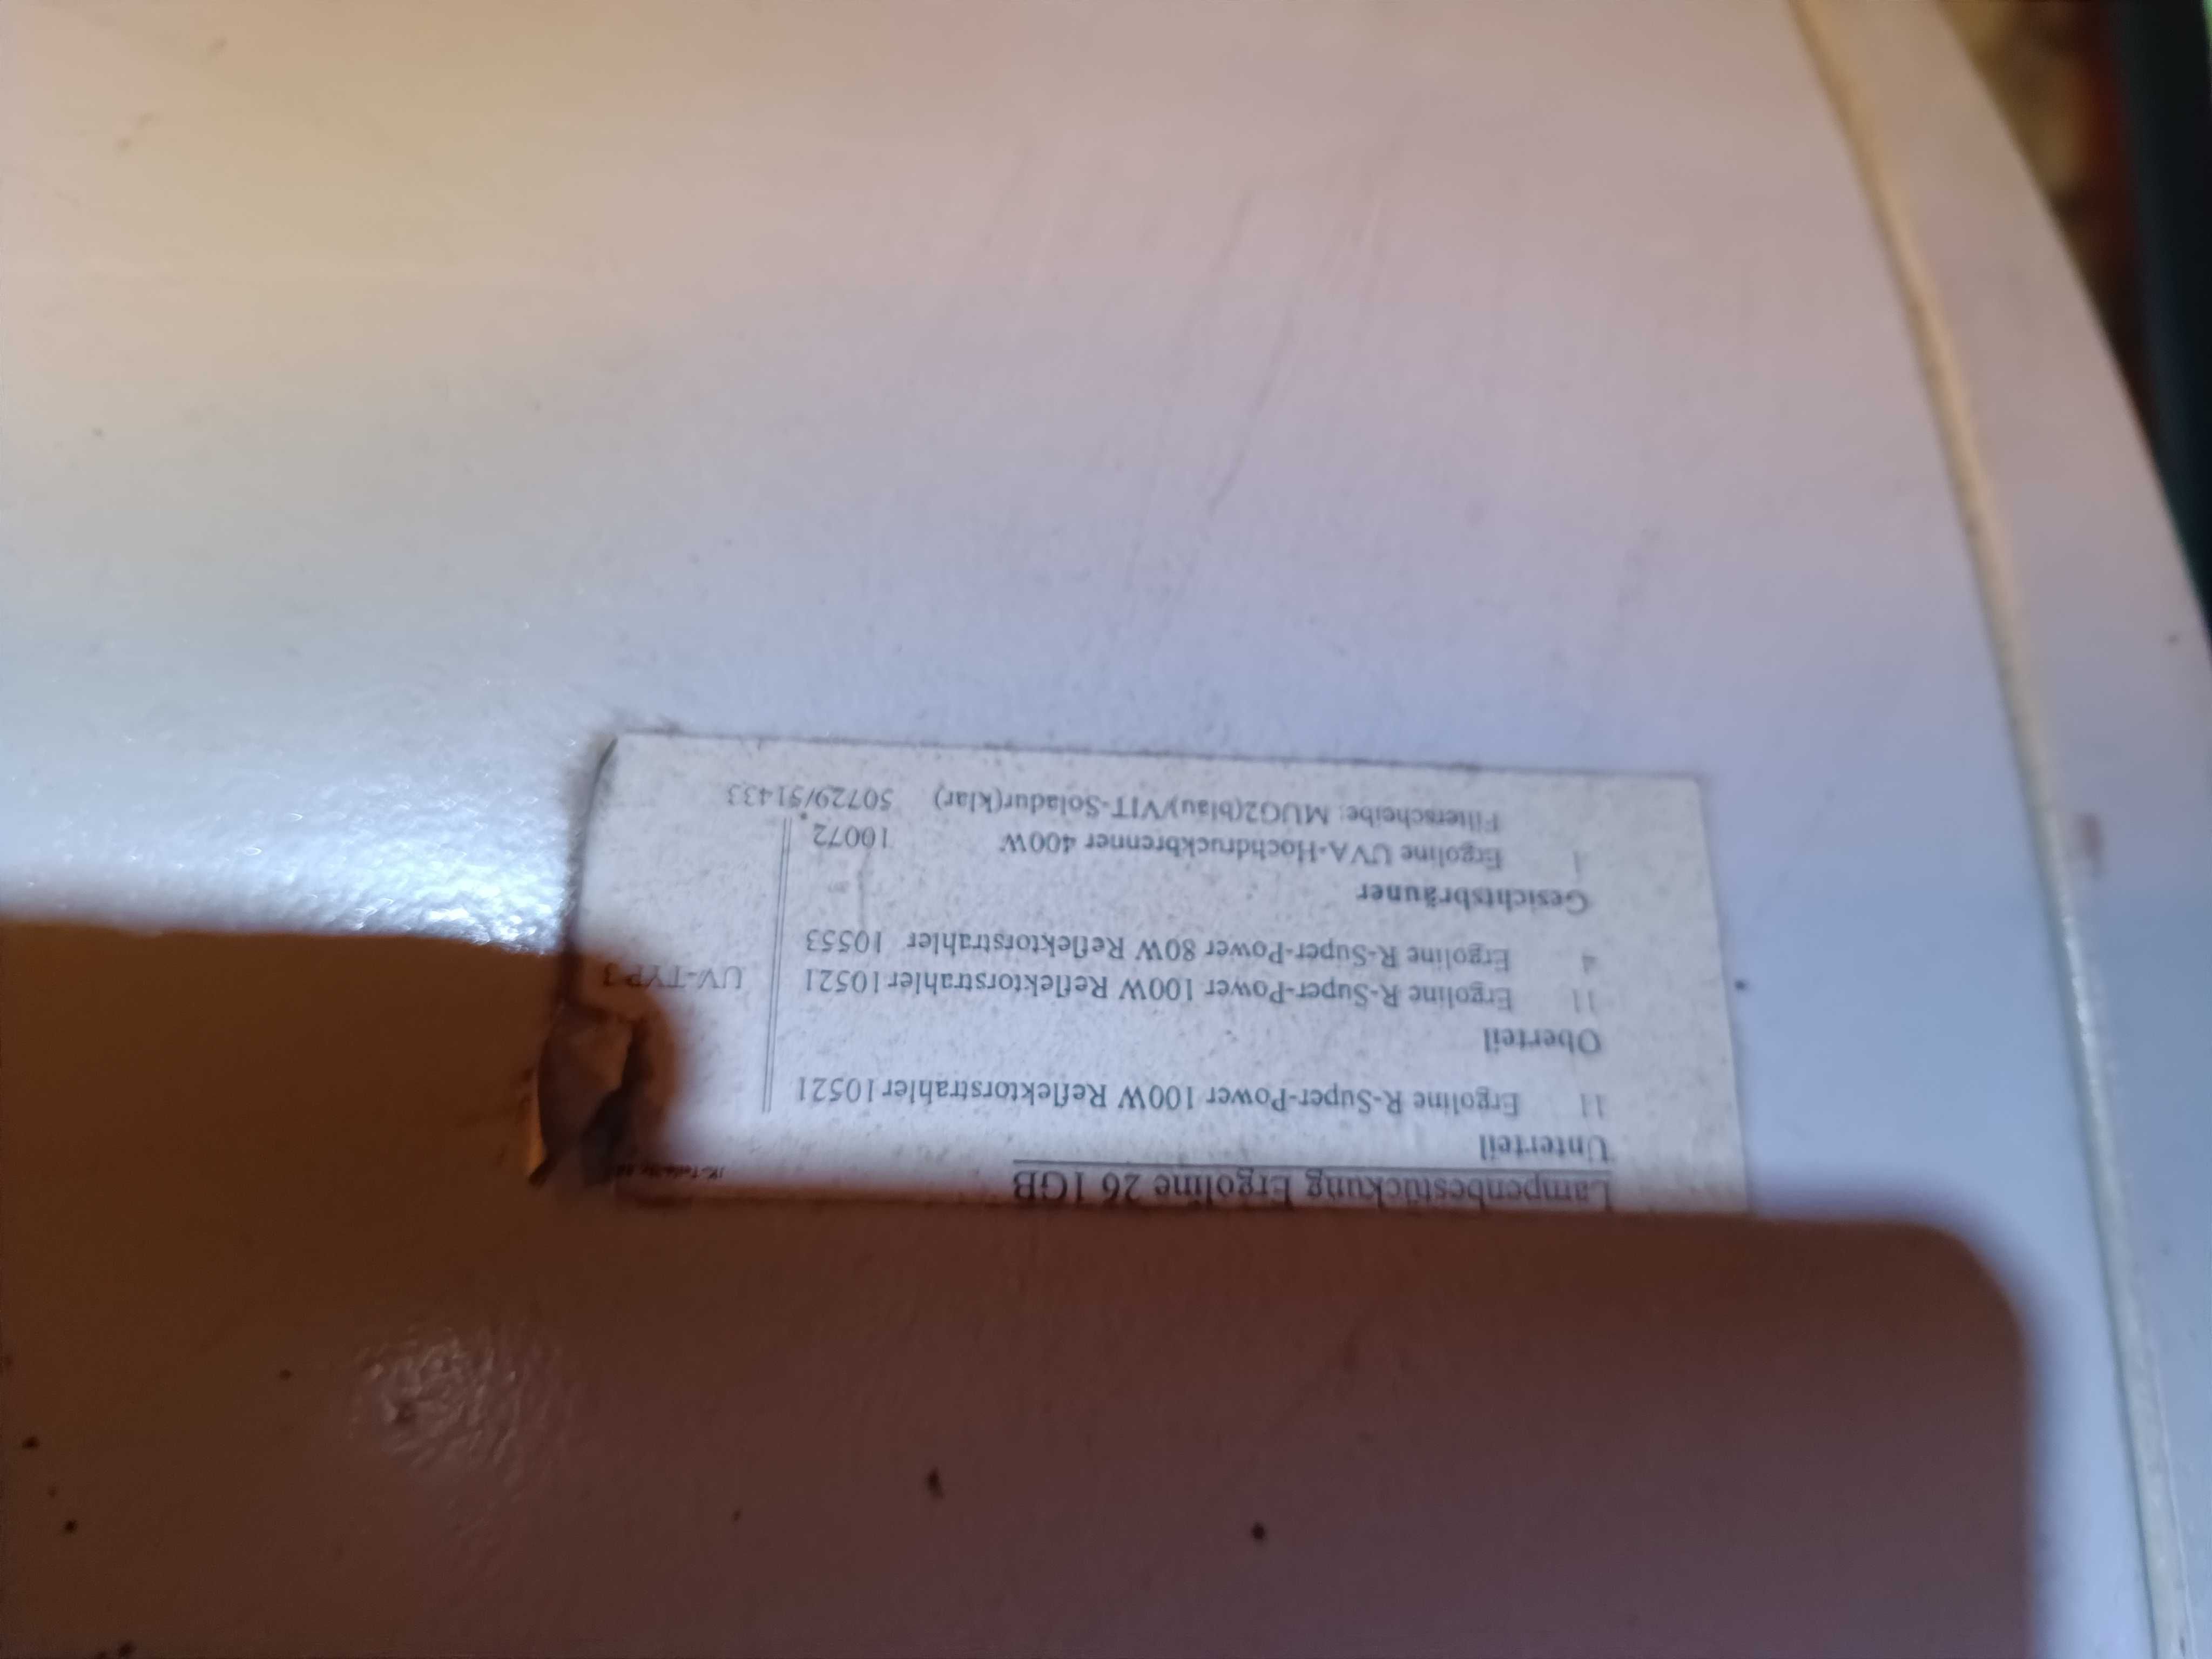 Lampenbestückung Ergoline 26 1GB
Unterteil
11 Ergoline R-Super-Power 100W Reflektorstrahler 10521
Oberteil
11 Ergoline R-Super-Power 100W Reflektorstrahler 10521
4 Ergoline R-Super-Power 80W Reflektorstrahler 10553
UV-TYP 3
Gesichtsbräuner
1 Ergoline UVA-Hochdruckbrenner 400W 10072
Filterscheibe: MUG2(blau)/VIT-Soladur(klar) 50729/51433